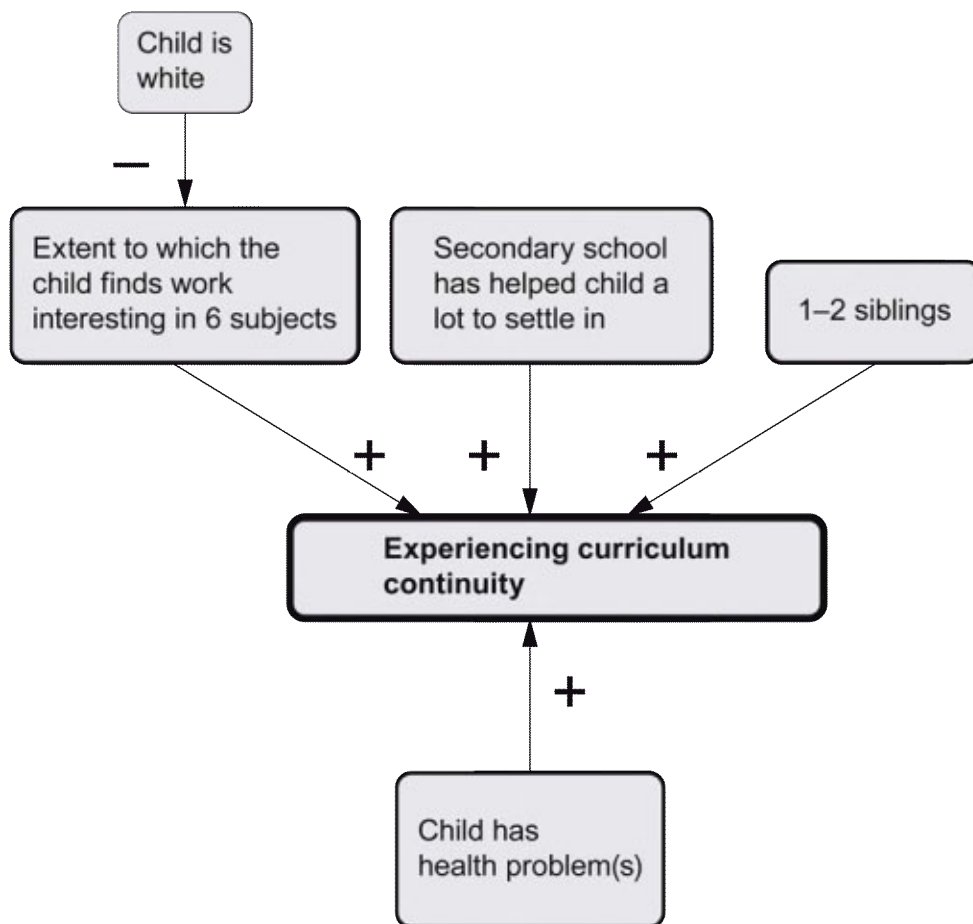 Child is
white
–
Extent to which the
child finds work
interesting in 6 subjects
Secondary school
has helped child a
lot to settle in
1–2 siblings
+
+
+
Experiencing curriculum
continuity
+
Child has
health problem(s)